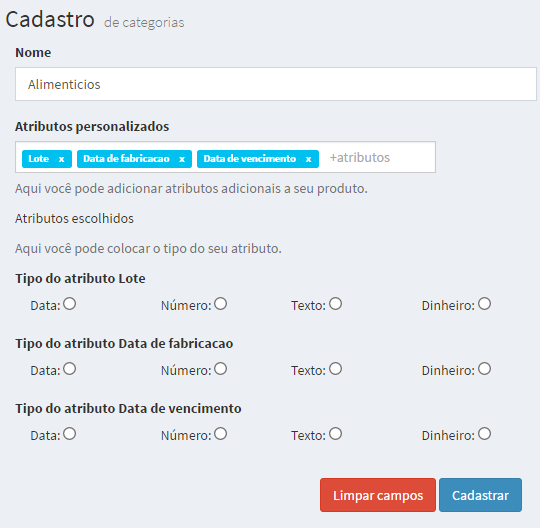 Cadastro de categorias
Nome
Alimenticios
Atributos personalizados
Lote x Data de fabricacao x Data de vencimento x +atributos
Aqui você pode adicionar atributos adicionais a seu produto.
Atributos escolhidos
Aqui você pode colocar o tipo do seu atributo.
Tipo do atributo Lote
Data: Número: Texto: Dinheiro:
Tipo do atributo Data de fabricacao
Data: Número: Texto: Dinheiro:
Tipo do atributo Data de vencimento
Data: Número: Texto: Dinheiro:
Limpar campos Cadastrar